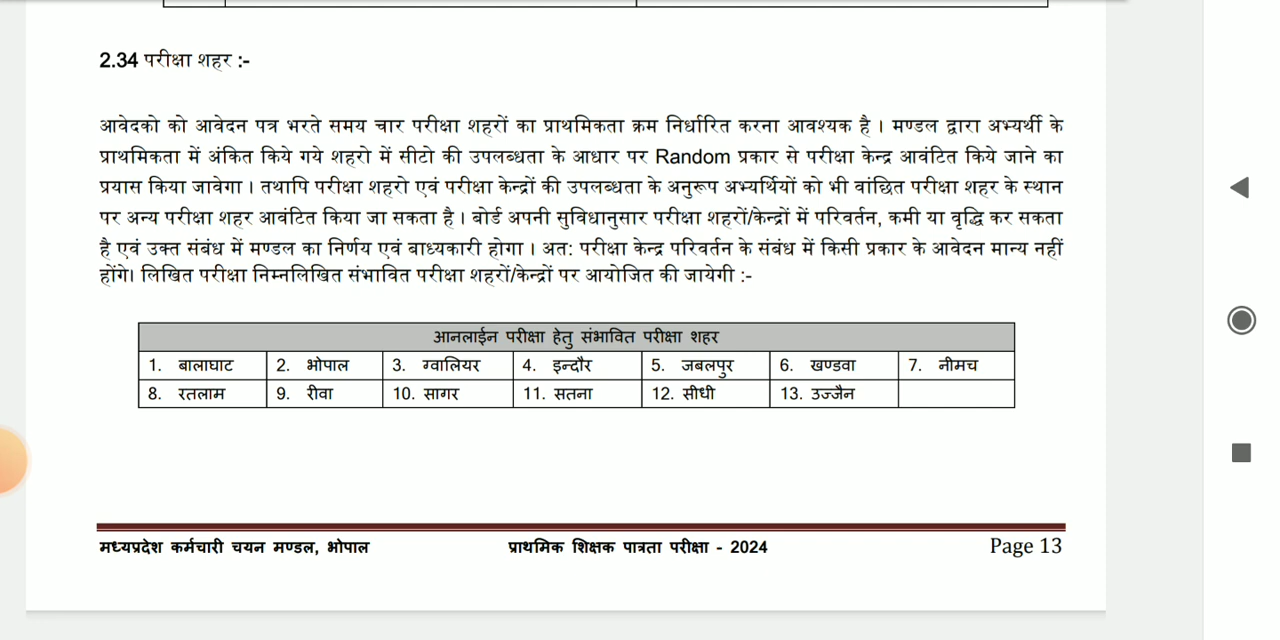 2.34 परीक्षा शहर :-
आवेदको को आवेदन पत्र भरते समय चार परीक्षा शहरों का प्राथमिकता क्रम निर्धारित करना आवश्यक है । मण्डल द्वारा अभ्यर्थी के
प्राथमिकता में अंकित किये गये शहरो में सीटो की उपलब्धता के आधार पर Random प्रकार से परीक्षा केन्द्र आवंटित किये जाने का
प्रयास किया जावेगा । तथापि परीक्षा शहरो एवं परीक्षा केन्द्रों की उपलब्धता के अनुरूप अभ्यर्थियों को भी वांछित परीक्षा शहर के स्थान
पर अन्य परीक्षा शहर आवंटित किया जा सकता है । बोर्ड अपनी सुविधानुसार परीक्षा शहरों/केन्द्रों में परिवर्तन, कमी या वृद्धि कर सकता
है एवं उक्त संबंध में मण्डल का निर्णय एवं बाध्यकारी होगा । अत: परीक्षा केन्द्र परिवर्तन के संबंध में किसी प्रकार के आवेदन मान्य नहीं
होंगे। लिखित परीक्षा निम्नलिखित संभावित परीक्षा शहरों/केन्द्रों पर आयोजित की जायेगी :-
आनलाईन परीक्षा हेतु संभावित परीक्षा शहर
1. बालाघाट 2. भोपाल 3. ग्वालियर 4. इन्दौर 5. जबलपुर 6. खण्डवा 7. नीमच
8. रतलाम 9. रीवा 10. सागर 11. सतना 12. सीधी 13. उज्जैन
मध्यप्रदेश कर्मचारी चयन मण्डल, भोपाल प्राथमिक शिक्षक पात्रता परीक्षा - 2024 Page 13